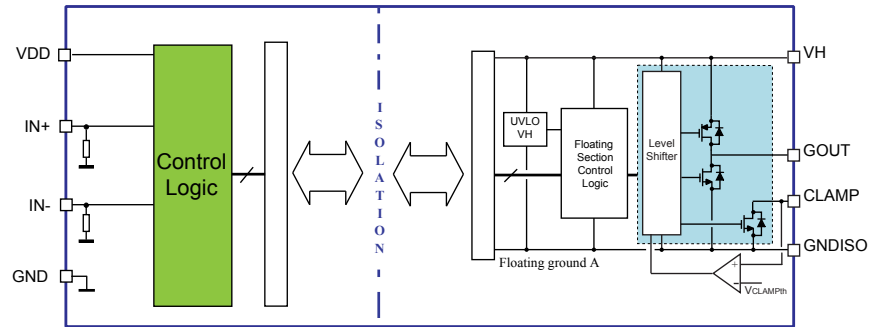 VDD
IN+
IN-
GND
Control
Logic
ISOLATION
UVLO
VH
Floating
Section
Control
Logic
Level
Shifter
Floating ground A
+
-
VCLAMPth
VH
GOUT
CLAMP
GNDISO